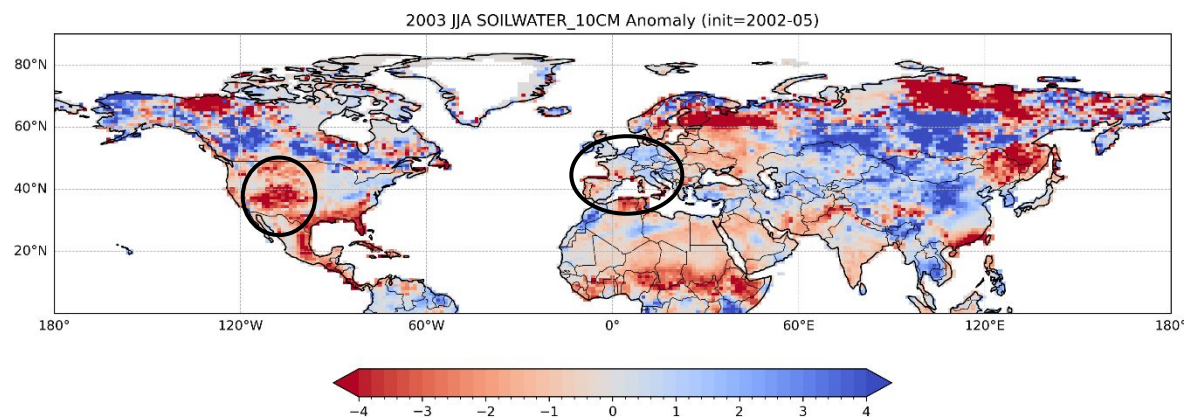 2003 JJA SOILWATER_10CM Anomaly (init=2002-05)
80°N
60°N
40°N
20°N
180° 120°W 60°W 0° 60°E 120°E 180°
−4 −3 −2 −1 0 1 2 3 4